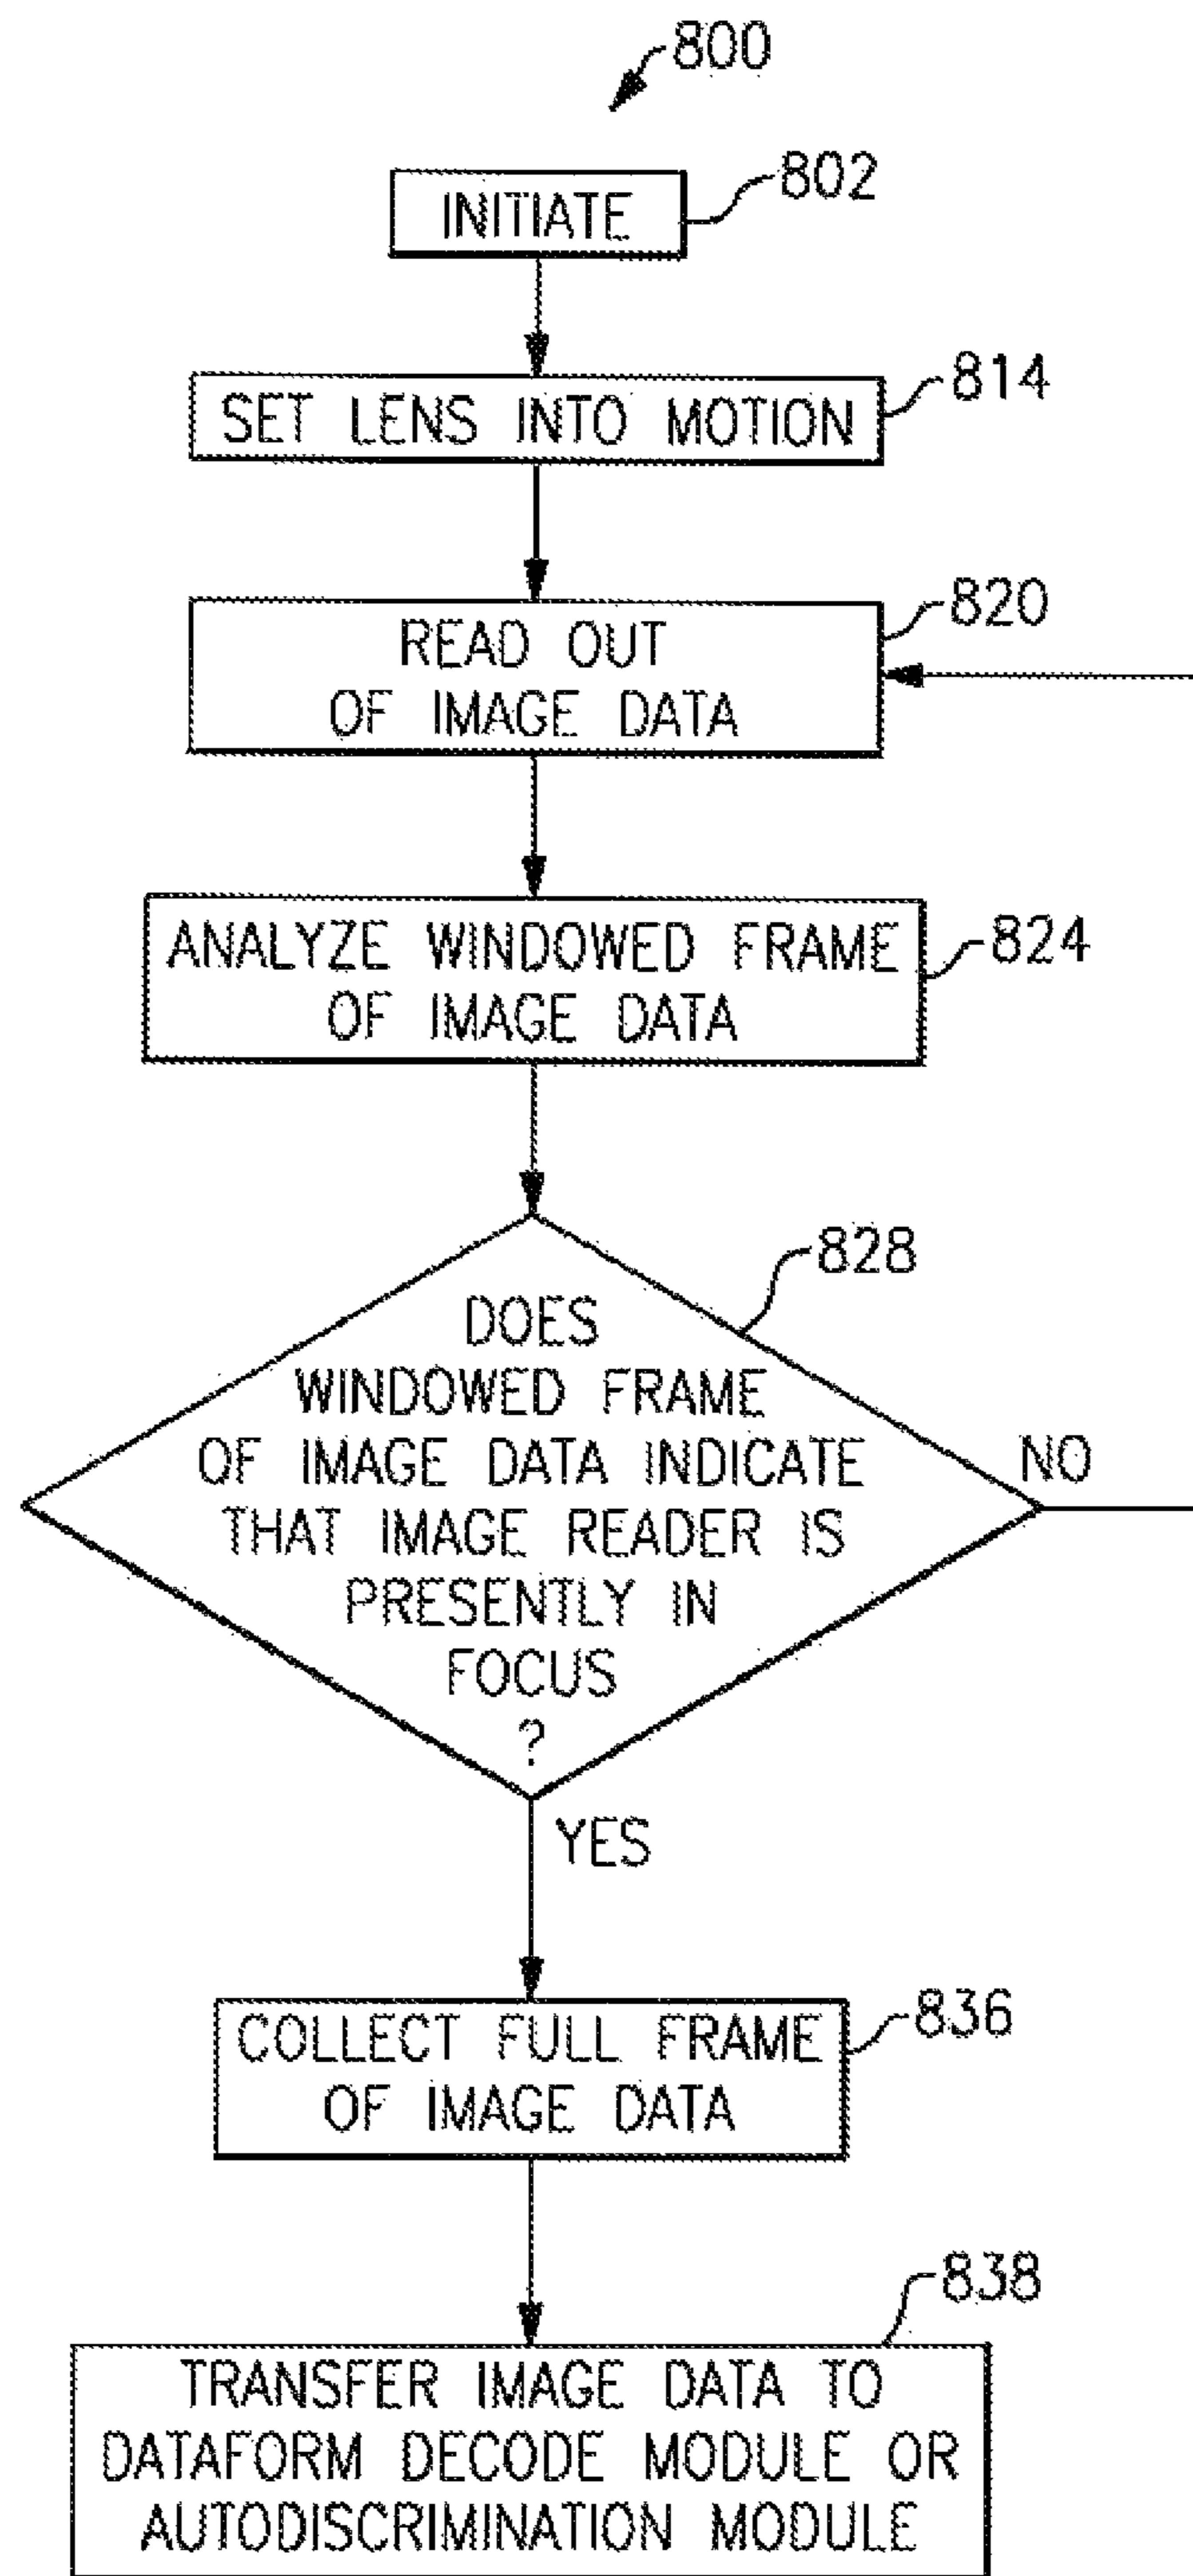 800
INITIATE
802
SET LENS INTO MOTION
814
READ OUT
OF IMAGE DATA
820
ANALYZE WINDOWED FRAME
OF IMAGE DATA
824
DOES
WINDOWED FRAME
OF IMAGE DATA INDICATE
THAT IMAGE READER IS
PRESENTLY IN
FOCUS
?
828
NO
YES
COLLECT FULL FRAME
OF IMAGE DATA
836
TRANSFER IMAGE DATA TO
DATAFORM DECODE MODULE OR
AUTODISCRIMINATION MODULE
838